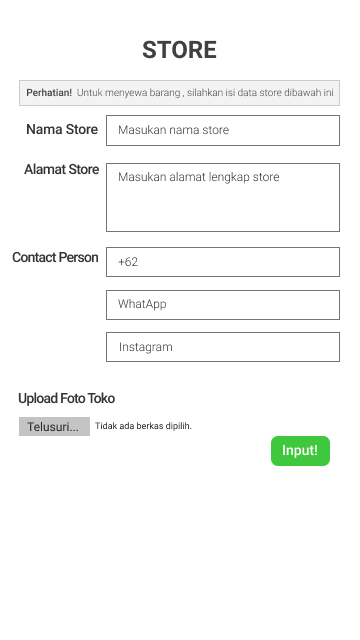 STORE
Perhatian! Untuk menyewa barang , silahkan isi data store dibawah ini
Nama Store Masukan nama store
Alamat Store Masukan alamat lengkap store
Contact Person +62
WhatApp
Instagram
Upload Foto Toko
Telusuri... Tidak ada berkas dipilih.
Input!